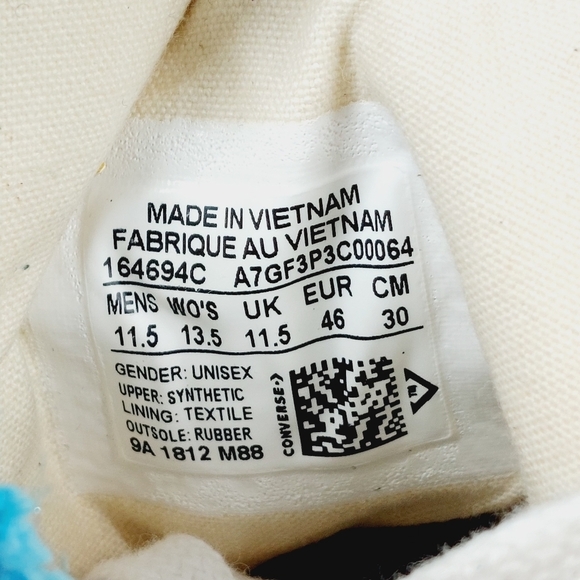 MADE IN VIETNAM
FABRIQUE AU VIETNAM
164694C A7GF3P3C00064
MENS WO'S UK EUR CM
11.5 13.5 11.5 46 30
GENDER: UNISEX
UPPER: SYNTHETIC
LINING: TEXTILE
OUTSOLE: RUBBER
9A 1812 M88
CONVERSE
E